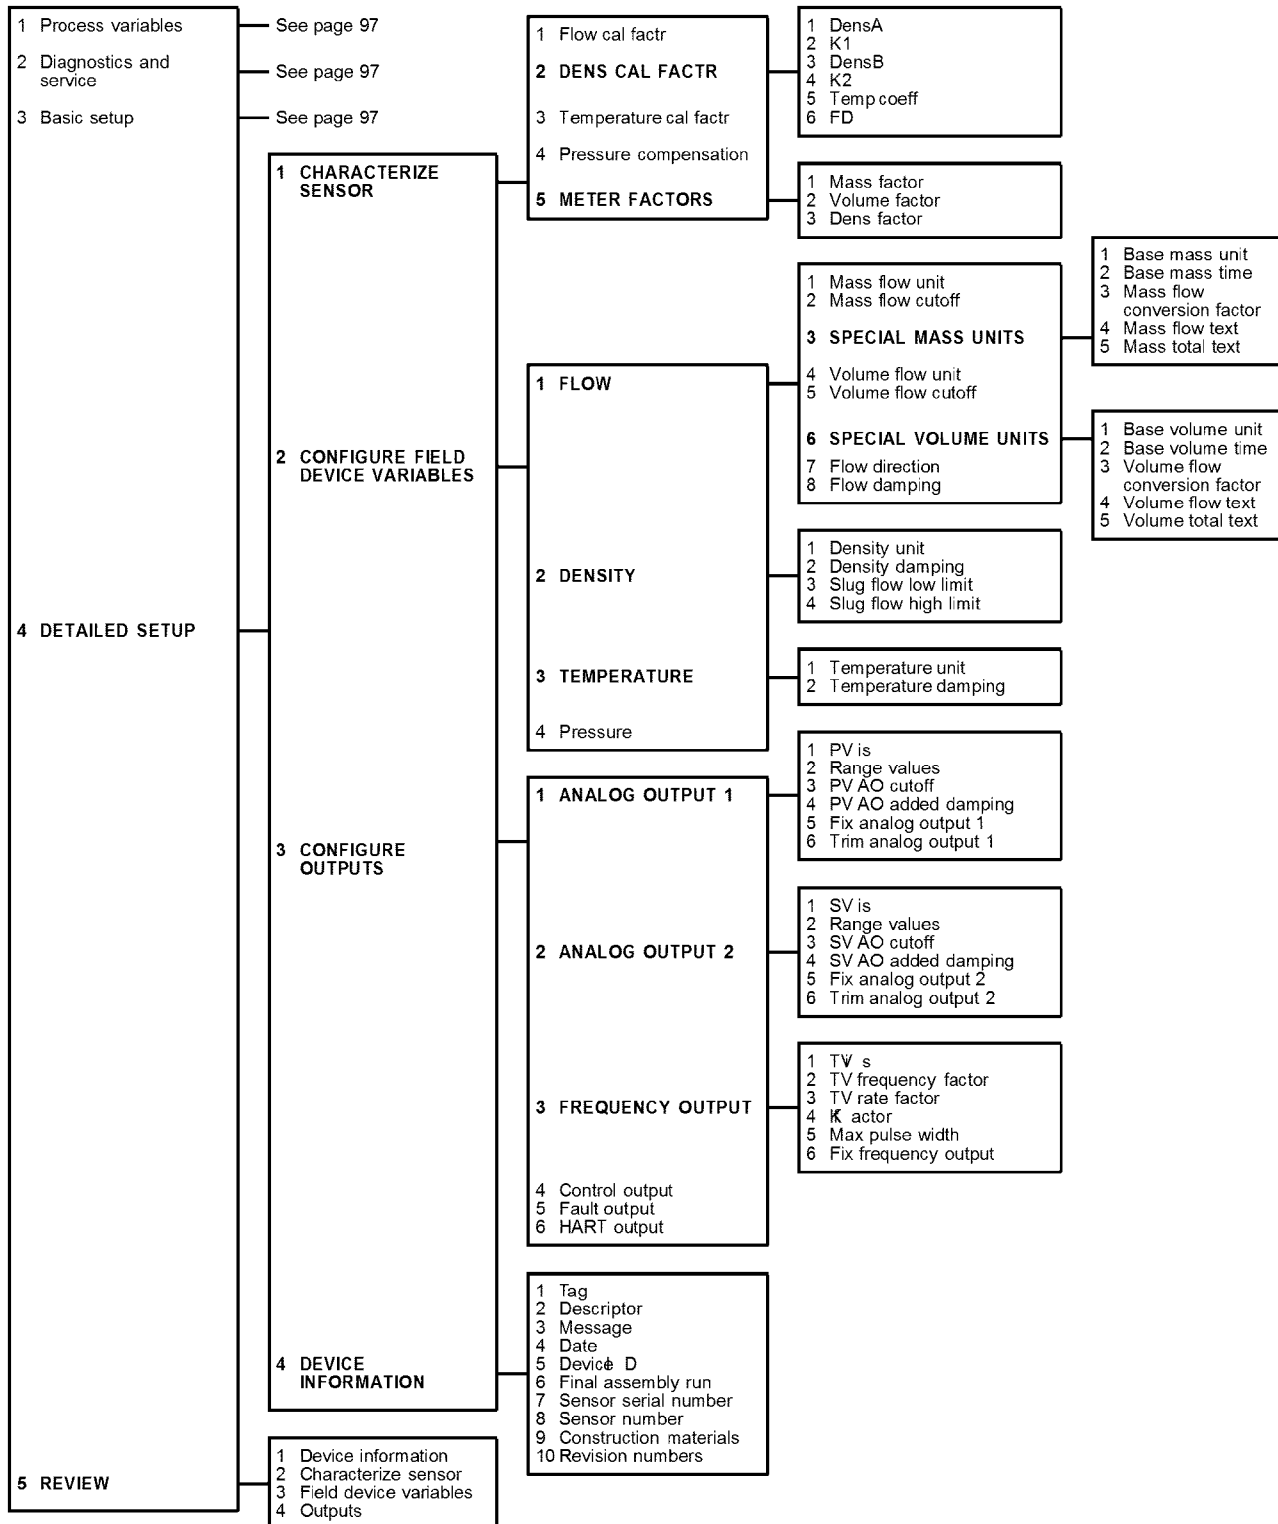 1 Process variables
See page 97
2 Diagnostics and
service
See page 97
3 Basic setup
See page 97
4 DETAILED SETUP
5 REVIEW
1 CHARACTERIZE
SENSOR
2 CONFIGURE FIELD
DEVICE VARIABLES
3 CONFIGURE
OUTPUTS
4 DEVICE
INFORMATION
1 Device information
2 Characterize sensor
3 Field device variables
4 Outputs
1 Flow cal factr
2 DENS CAL FACTR
3 Temperature cal factr
4 Pressure compensation
5 METER FACTORS
1 DensA
2 K1
3 DensB
4 K2
5 Temp coeff
6 FD
1 Mass factor
2 Volume factor
3 Dens factor
1 FLOW
2 DENSITY
3 TEMPERATURE
4 Pressure
1 Mass flow unit
2 Mass flow cutoff
3 SPECIAL MASS UNITS
4 Volume flow unit
5 Volume flow cutoff
6 SPECIAL VOLUME UNITS
7 Flow direction
8 Flow damping
1 Base mass unit
2 Base mass time
3 Mass flow
conversion factor
4 Mass flow text
5 Mass total text
1 Base volume unit
2 Base volume time
3 Volume flow
conversion factor
4 Volume flow text
5 Volume total text
1 Density unit
2 Density damping
3 Slug flow low limit
4 Slug flow high limit
1 Temperature unit
2 Temperature damping
1 ANALOG OUTPUT 1
2 ANALOG OUTPUT 2
3 FREQUENCY OUTPUT
4 Control output
5 Fault output
6 HART output
1 PV is
2 Range values
3 PV AO cutoff
4 PV AO added damping
5 Fix analog output 1
6 Trim analog output 1
1 SV is
2 Range values
3 SV AO cutoff
4 SV AO added damping
5 Fix analog output 2
6 Trim analog output 2
1 TV is
2 TV frequency factor
3 TV rate factor
4 K factor
5 Max pulse width
6 Fix frequency output
1 Tag
2 Descriptor
3 Message
4 Date
5 Device ID
6 Final assembly run
7 Sensor serial number
8 Sensor number
9 Construction materials
10 Revision numbers